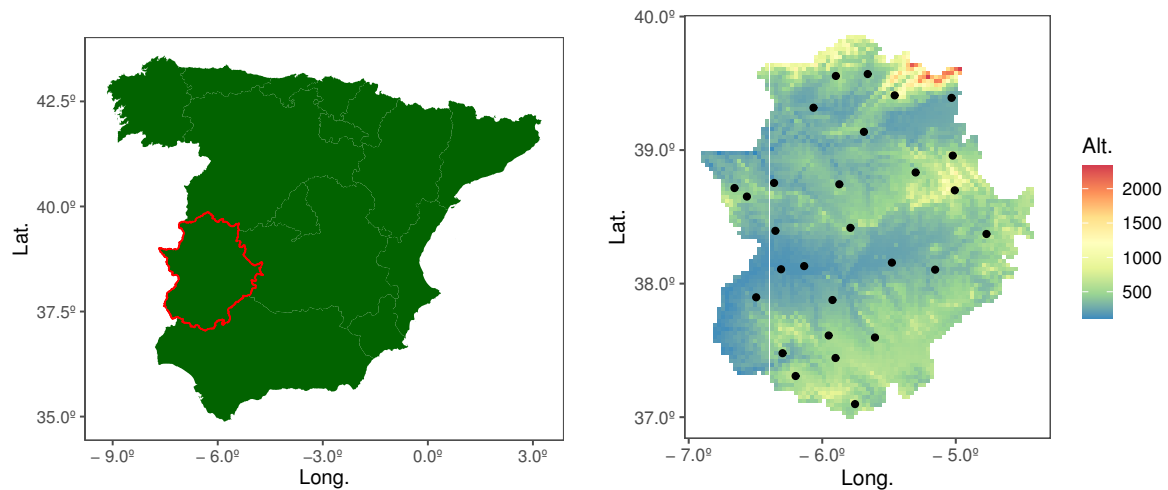 42.5º
40.0º
37.5º
35.0º
Lat.
− 9.0º
− 6.0º
−3.0º
0.0º
3.0º
Long.
40.0º
39.0º
38.0º
37.0º
Lat.
− 7.0º
− 6.0º
− 5.0º
Long.
Alt.
2000
1500
1000
500